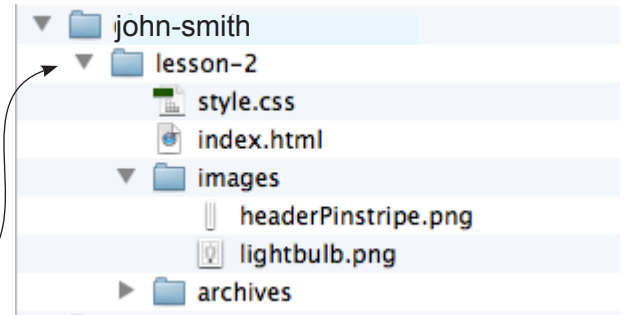 john-smith
lesson-2
style.css
index.html
images
headerPinstripe.png
lightbulb.png
archives